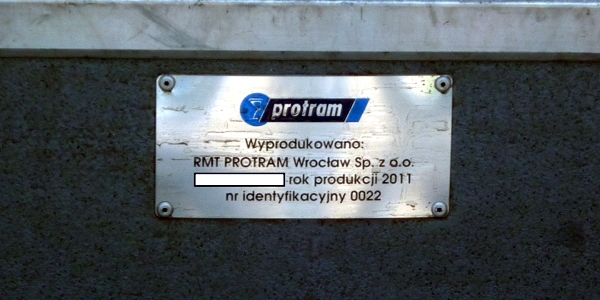 protram
Wyprodukowano:
RMT PROTRAM Wrocław Sp. z o.o.
rok produkcji 2011
nr identyfikacyjny 0022